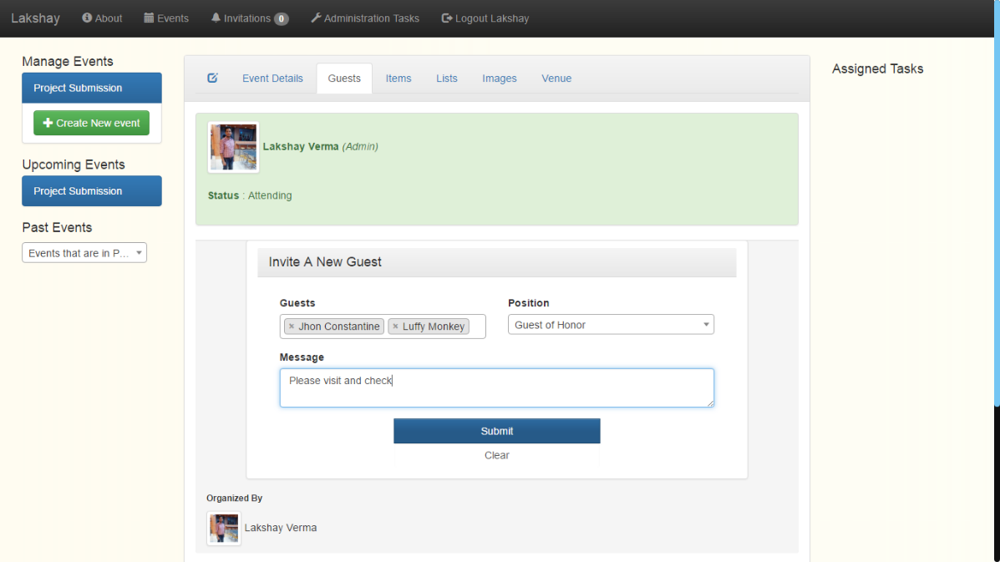 Lakshay About Events Invitations 0 Administration Tasks Logout Lakshay
Manage Events
Project Submission
Create New event
Upcoming Events
Project Submission
Past Events
Events that are in P...
Event Details Guests Items Lists Images Venue
Lakshay Verma (Admin)
Status : Attending
Invite A New Guest
Guests
× Jhon Constantine × Luffy Monkey
Position
Guest of Honor
Message
Please visit and check
Submit
Clear
Organized By
Lakshay Verma
Assigned Tasks